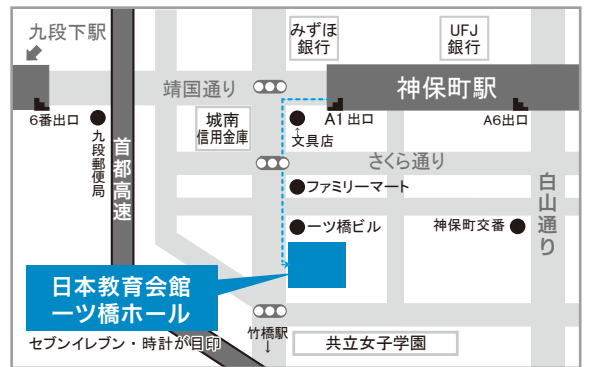 九段下駅
みずほ
銀行
UFJ
銀行
靖国通り
神保町駅
6番出口
九段郵便局
首都高速
城南
信用金庫
A1出口
文具店
A6出口
さくら通り
ファミリーマート
白山通り
一ツ橋ビル
神保町交番
日本教育会館
一ツ橋ホール
セブンイレブン・時計が目印
竹橋駅
共立女子学園